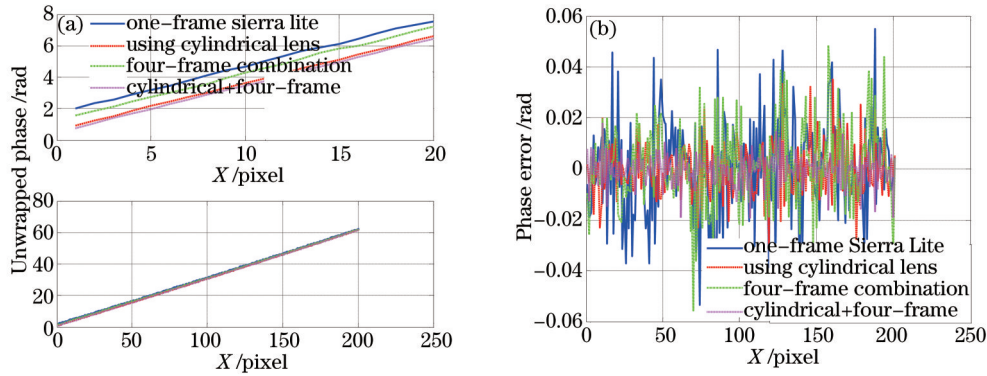 (a)
one-frame sierra lite
using cylindrical lens
four-frame combination
cylindrical+four-frame
8
6
4
2
0
0 5 10 15 20
X /pixel
Unwrapped phase /rad
80
60
40
20
0
0 50 100 150 200 250
X /pixel
(b)
0.06
0.04
0.02
0
-0.02
-0.04
-0.06
Phase error /rad
one-frame Sierra Lite
using cylindrical lens
four-frame combination
cylindrical+four-frame
0 50 100 150 200 250
X /pixel